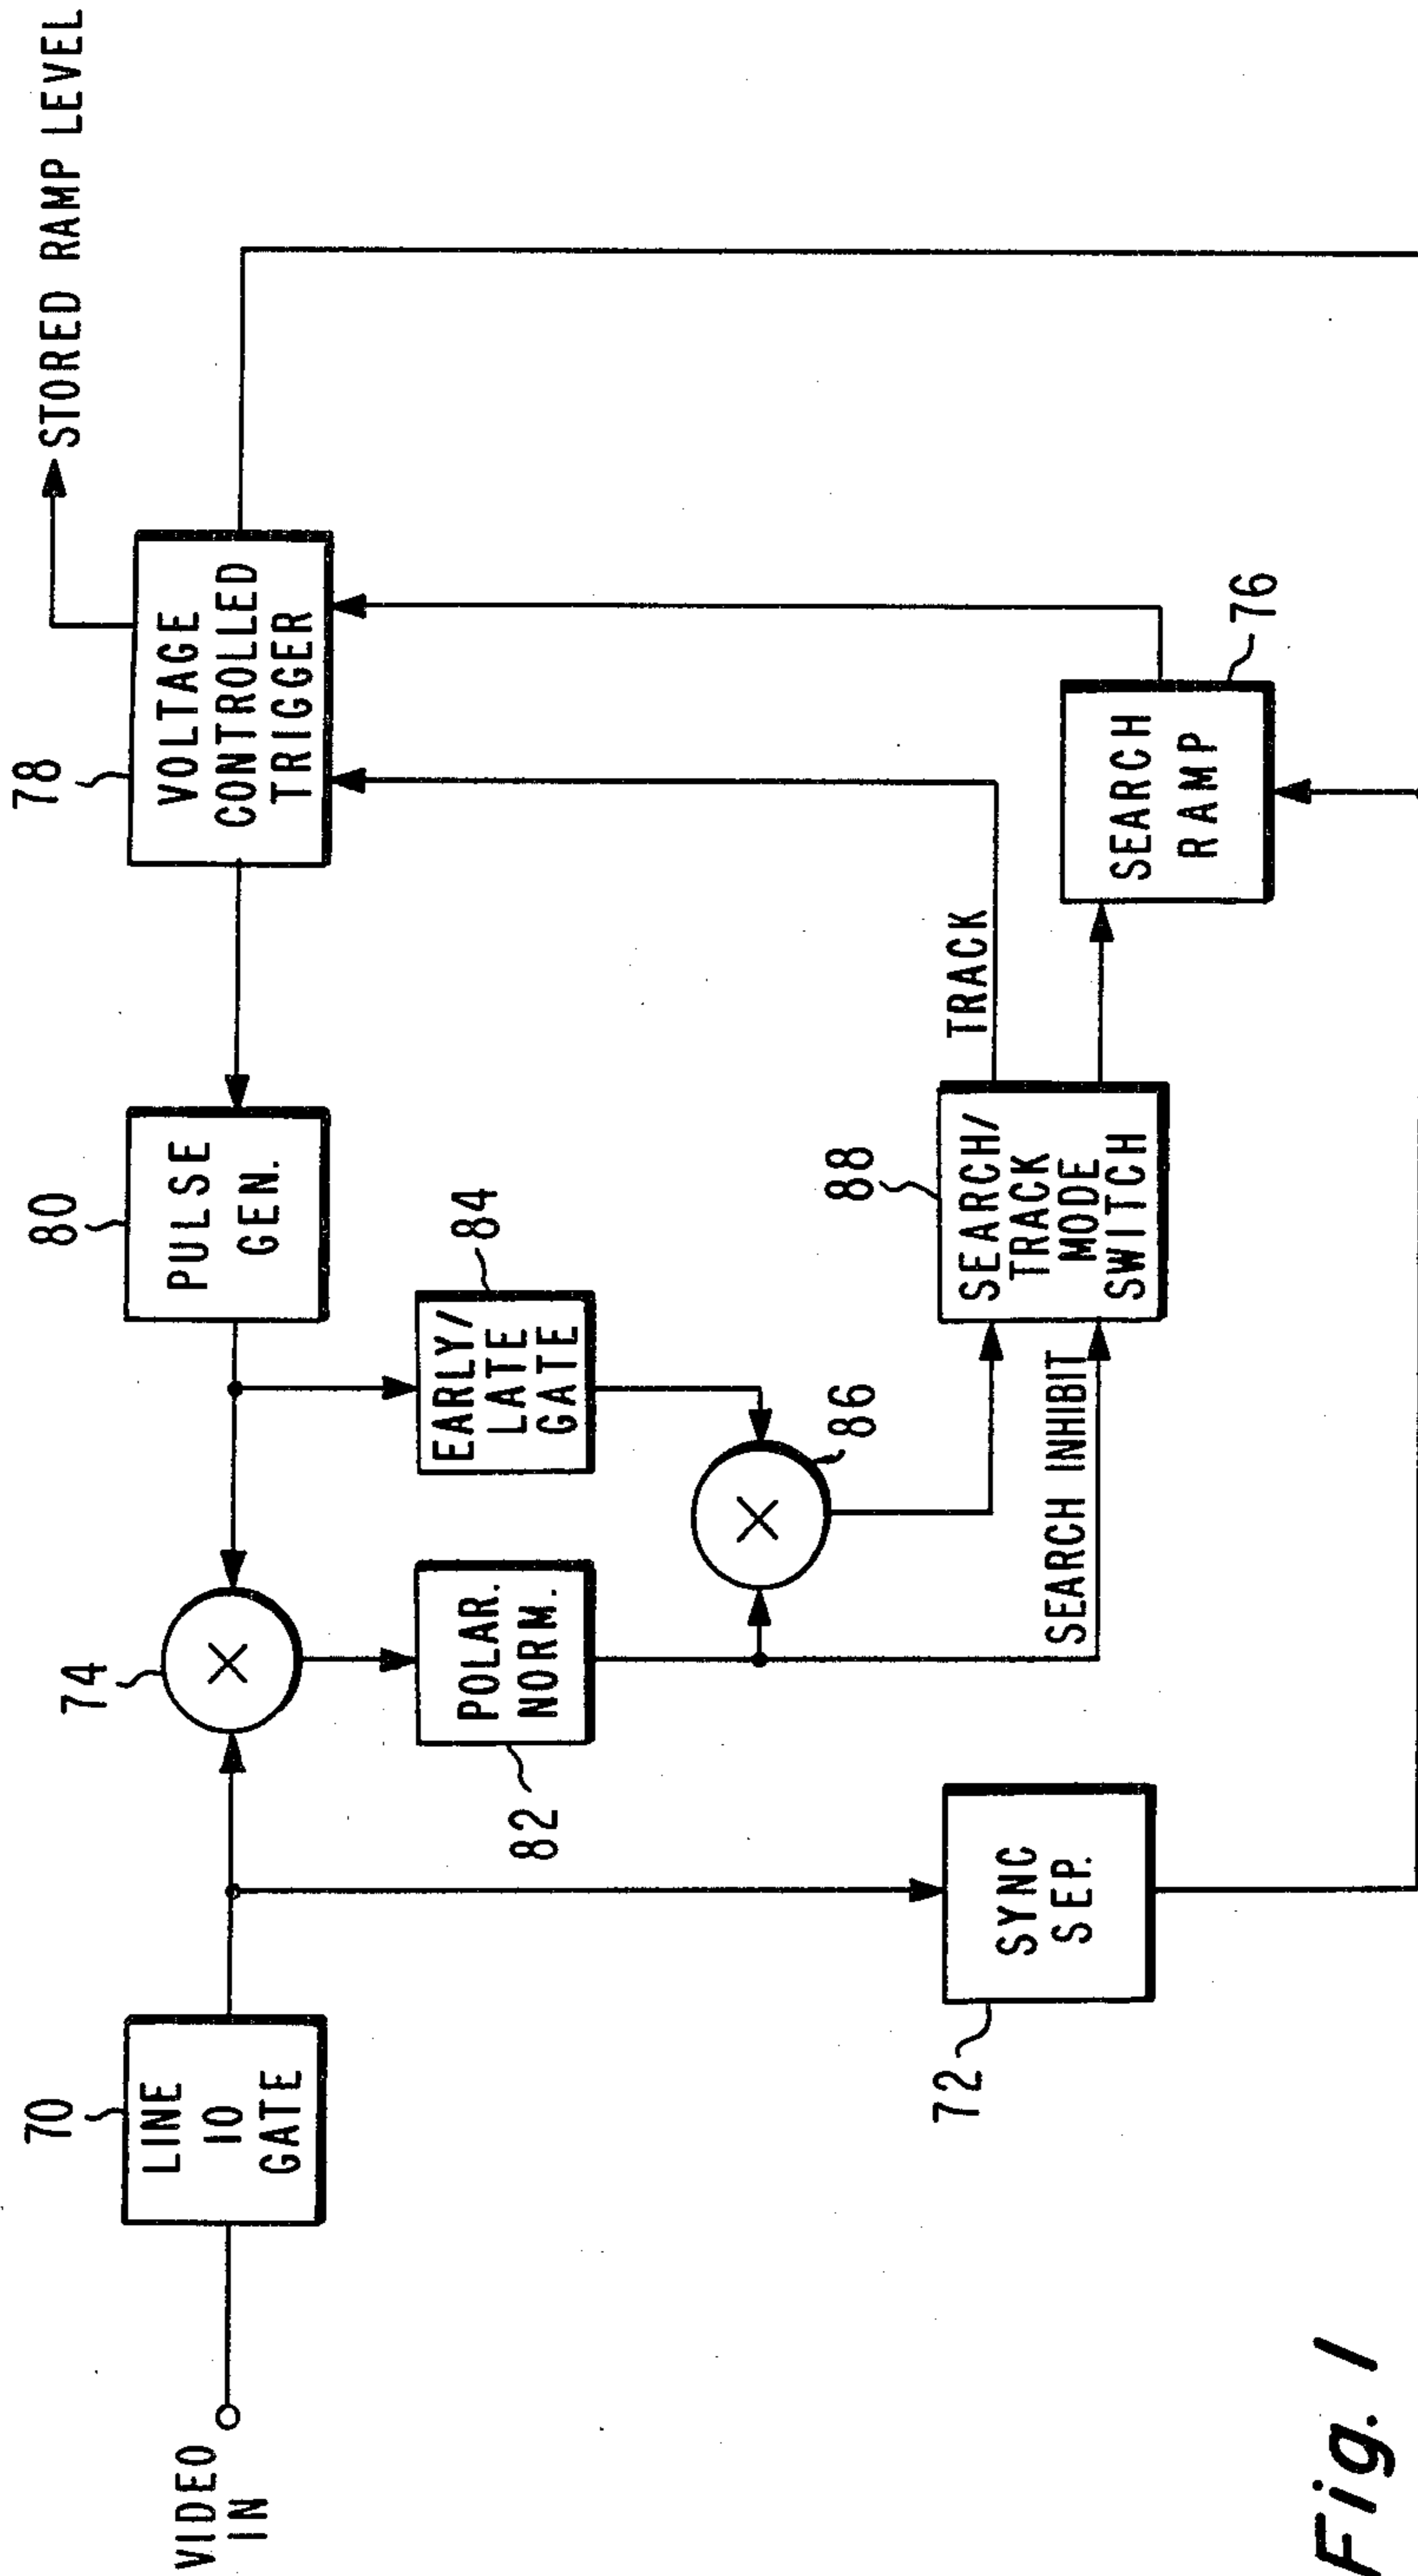 VIDEO
IN
70
LINE
10
GATE
74
X
80
PULSE
GEN.
78
VOLTAGE
CONTROLLED
TRIGGER
STORED RAMP LEVEL
82
POLAR.
NORM.
84
EARLY/
LATE
GATE
86
X
SEARCH INHIBIT
88
SEARCH/
TRACK
MODE
SWITCH
TRACK
72
SYNC
SEP.
76
SEARCH
RAMP
Fig. 1